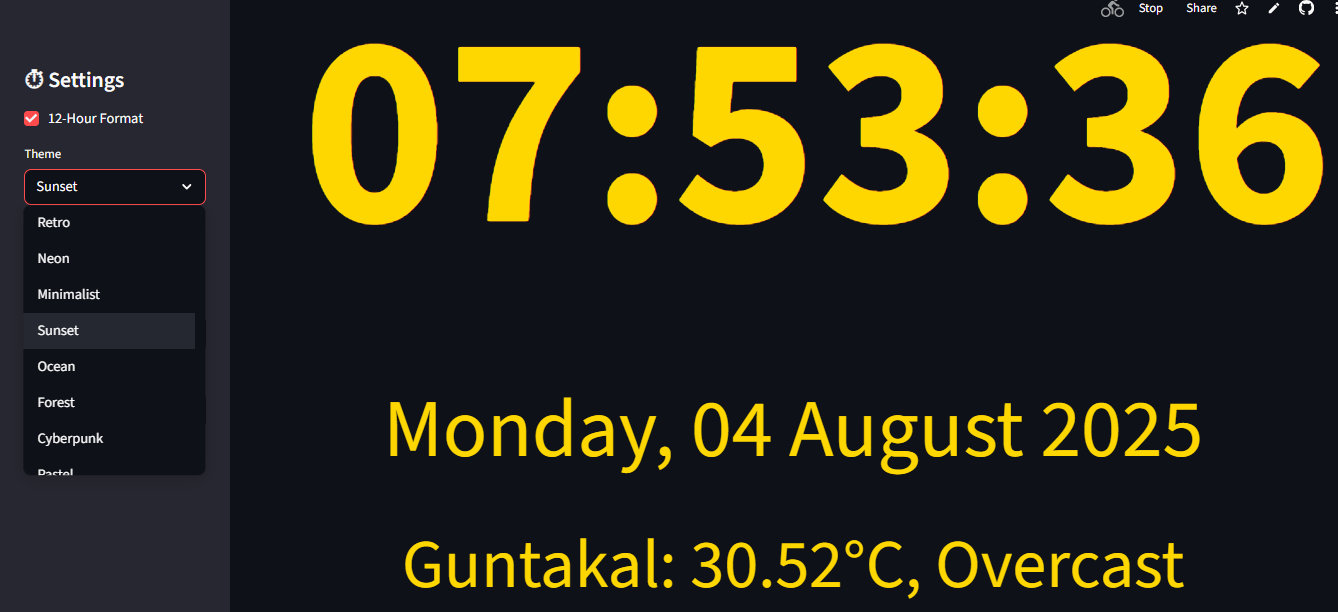 Stop Share
Settings
12-Hour Format
Theme
Sunset
Retro
Neon
Minimalist
Sunset
Ocean
Forest
Cyberpunk
Pastel
07:53:36
Monday, 04 August 2025
Guntakal: 30.52°C, Overcast